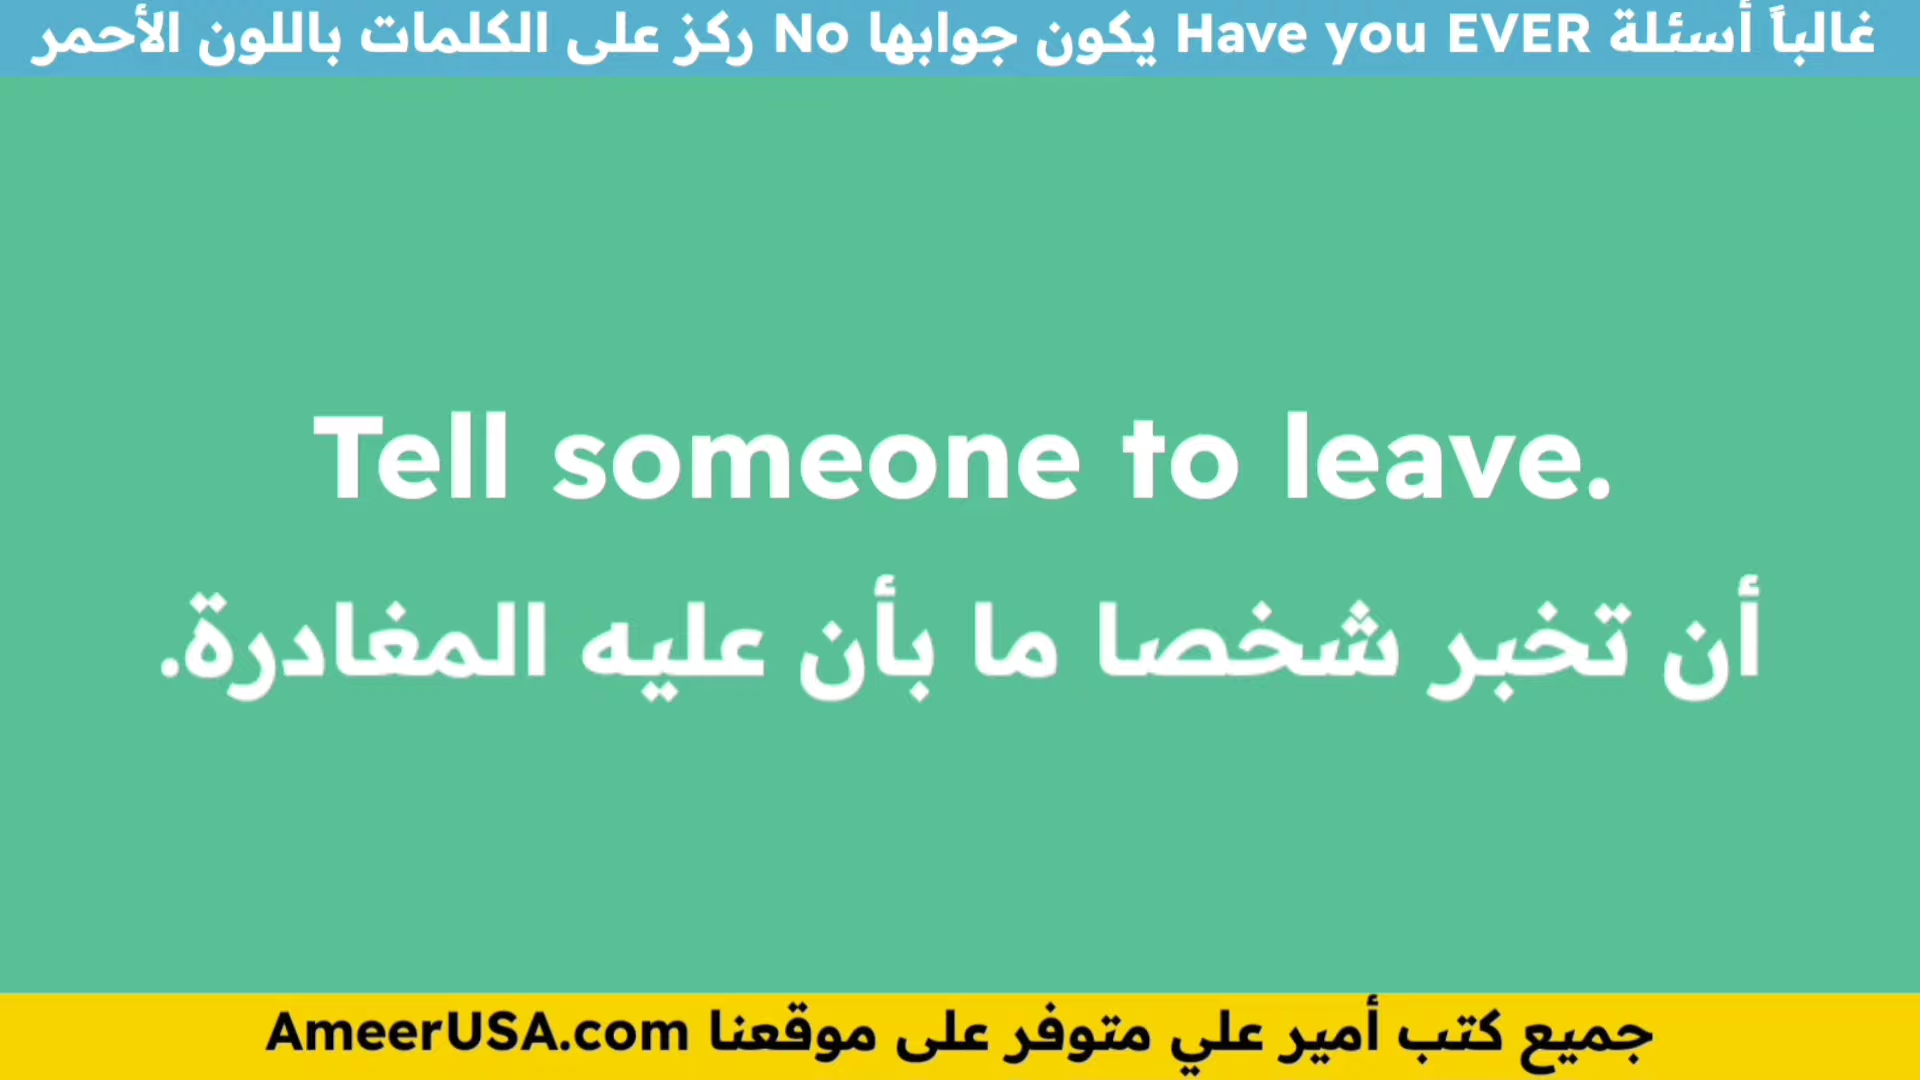 غالباً أسئلة Have you EVER يكون جوابها No ركز على الكلمات باللون الأحمر
Tell someone to leave.
أن تخبر شخصا ما بأن عليه المغادرة.
جميع كتب أمير علي متوفر على موقعنا AmeerUSA.com